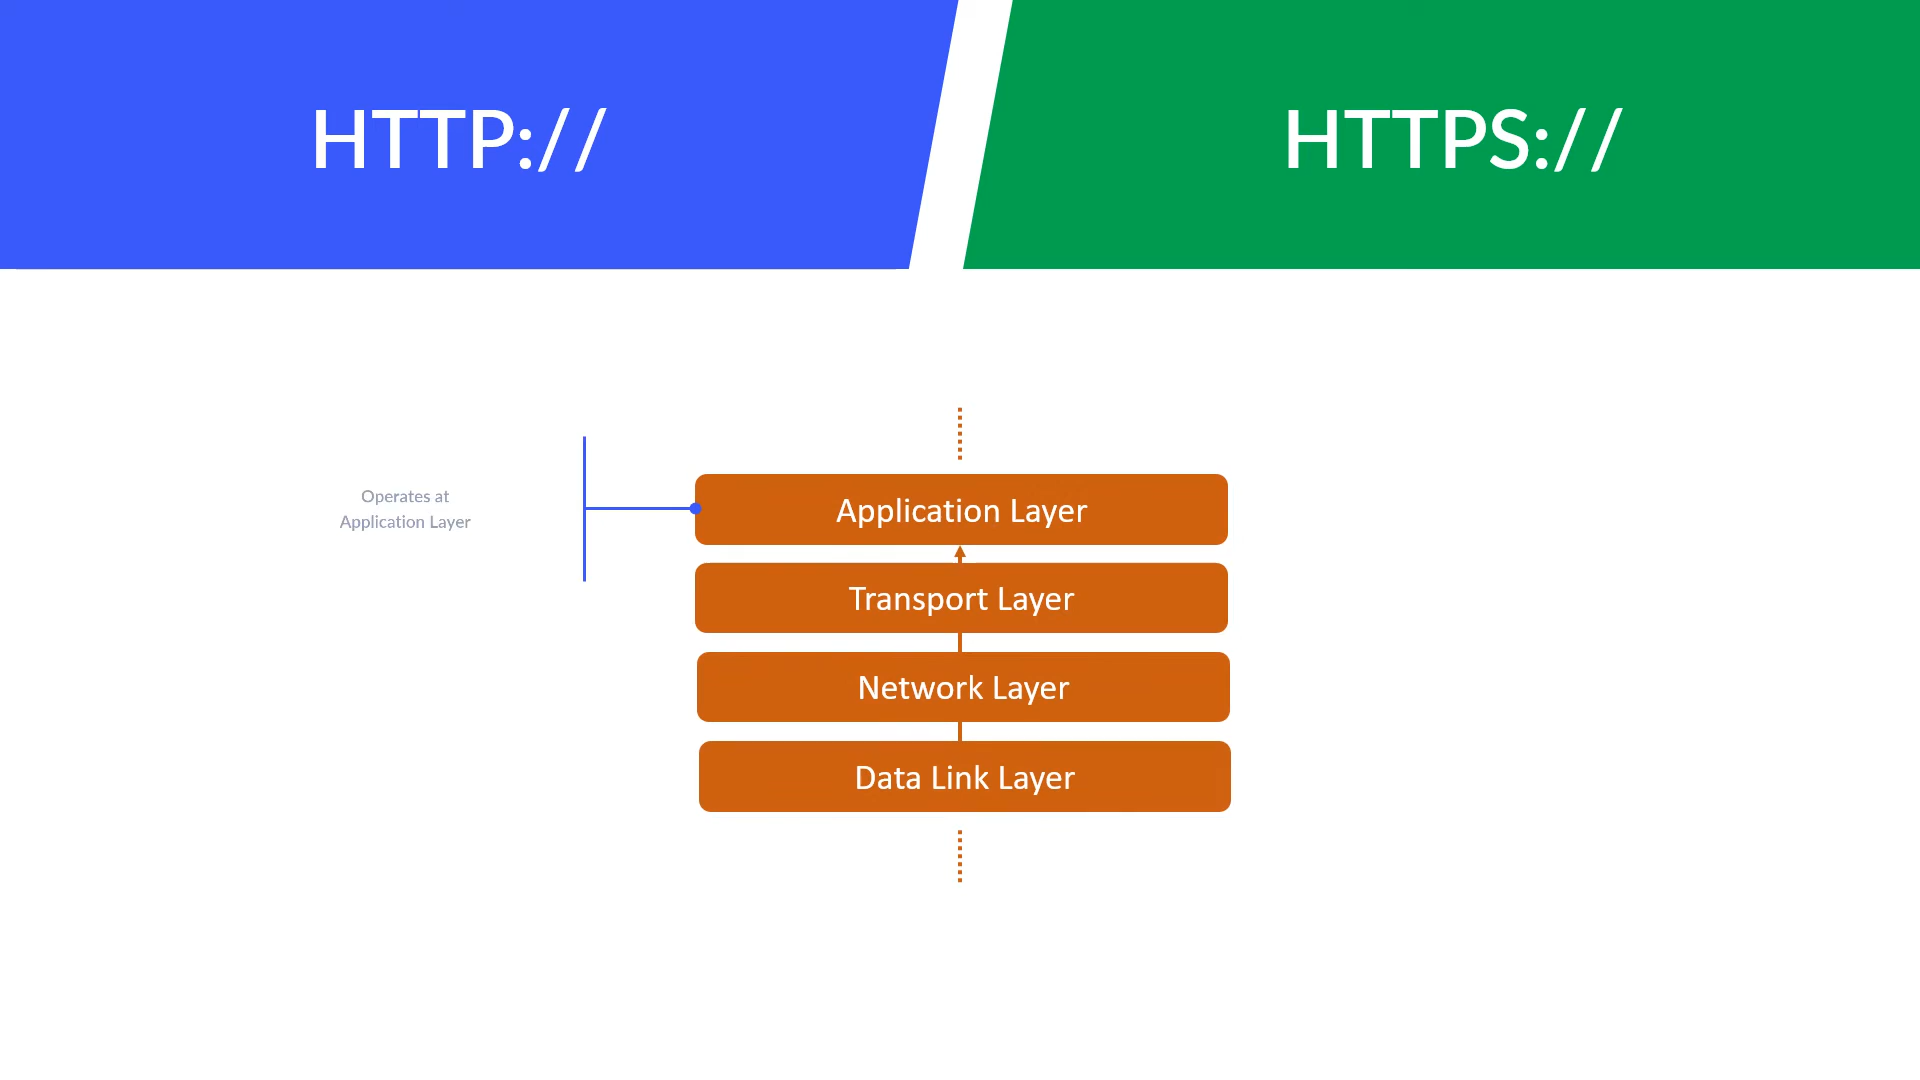 HTTP://
HTTPS://
Operates at
Application Layer
Application Layer
Transport Layer
Network Layer
Data Link Layer